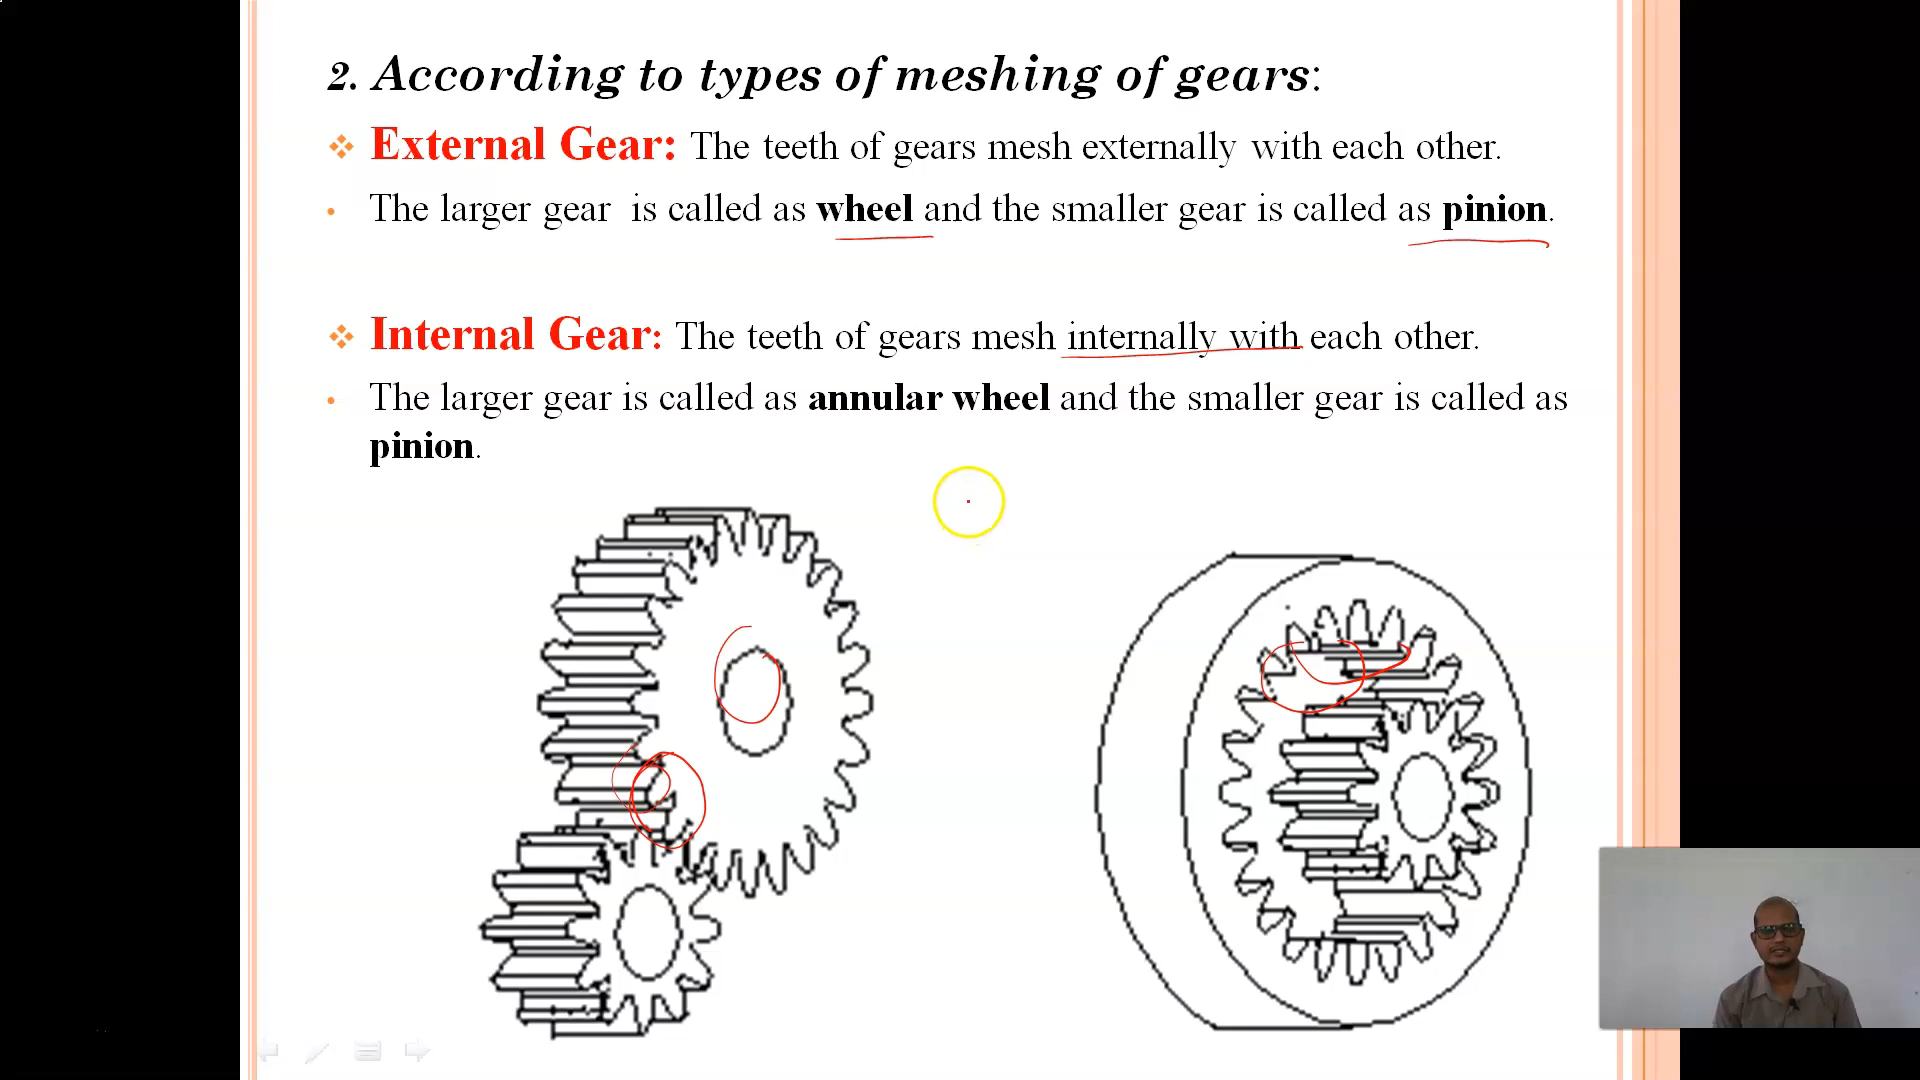 2. According to types of meshing of gears:
External Gear: The teeth of gears mesh externally with each other.
The larger gear is called as wheel and the smaller gear is called as pinion.
Internal Gear: The teeth of gears mesh internally with each other.
The larger gear is called as annular wheel and the smaller gear is called as
pinion.